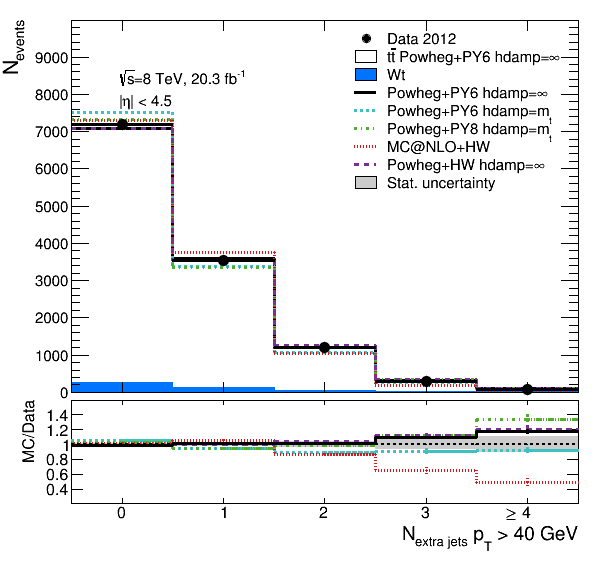 N_events
9000
8000
7000
6000
5000
4000
3000
2000
1000
0
√s=8 TeV, 20.3 fb⁻¹
|η| < 4.5
Data 2012
tt̄ Powheg+PY6 hdamp=∞
Wt
Powheg+PY6 hdamp=∞
Powheg+PY6 hdamp=m_t
Powheg+PY8 hdamp=m_t
MC@NLO+HW
Powheg+HW hdamp=∞
Stat. uncertainty
MC/Data
1.4
1.2
1
0.8
0.6
0.4
0 1 2 3 ≥ 4
N_extra jets p_T > 40 GeV